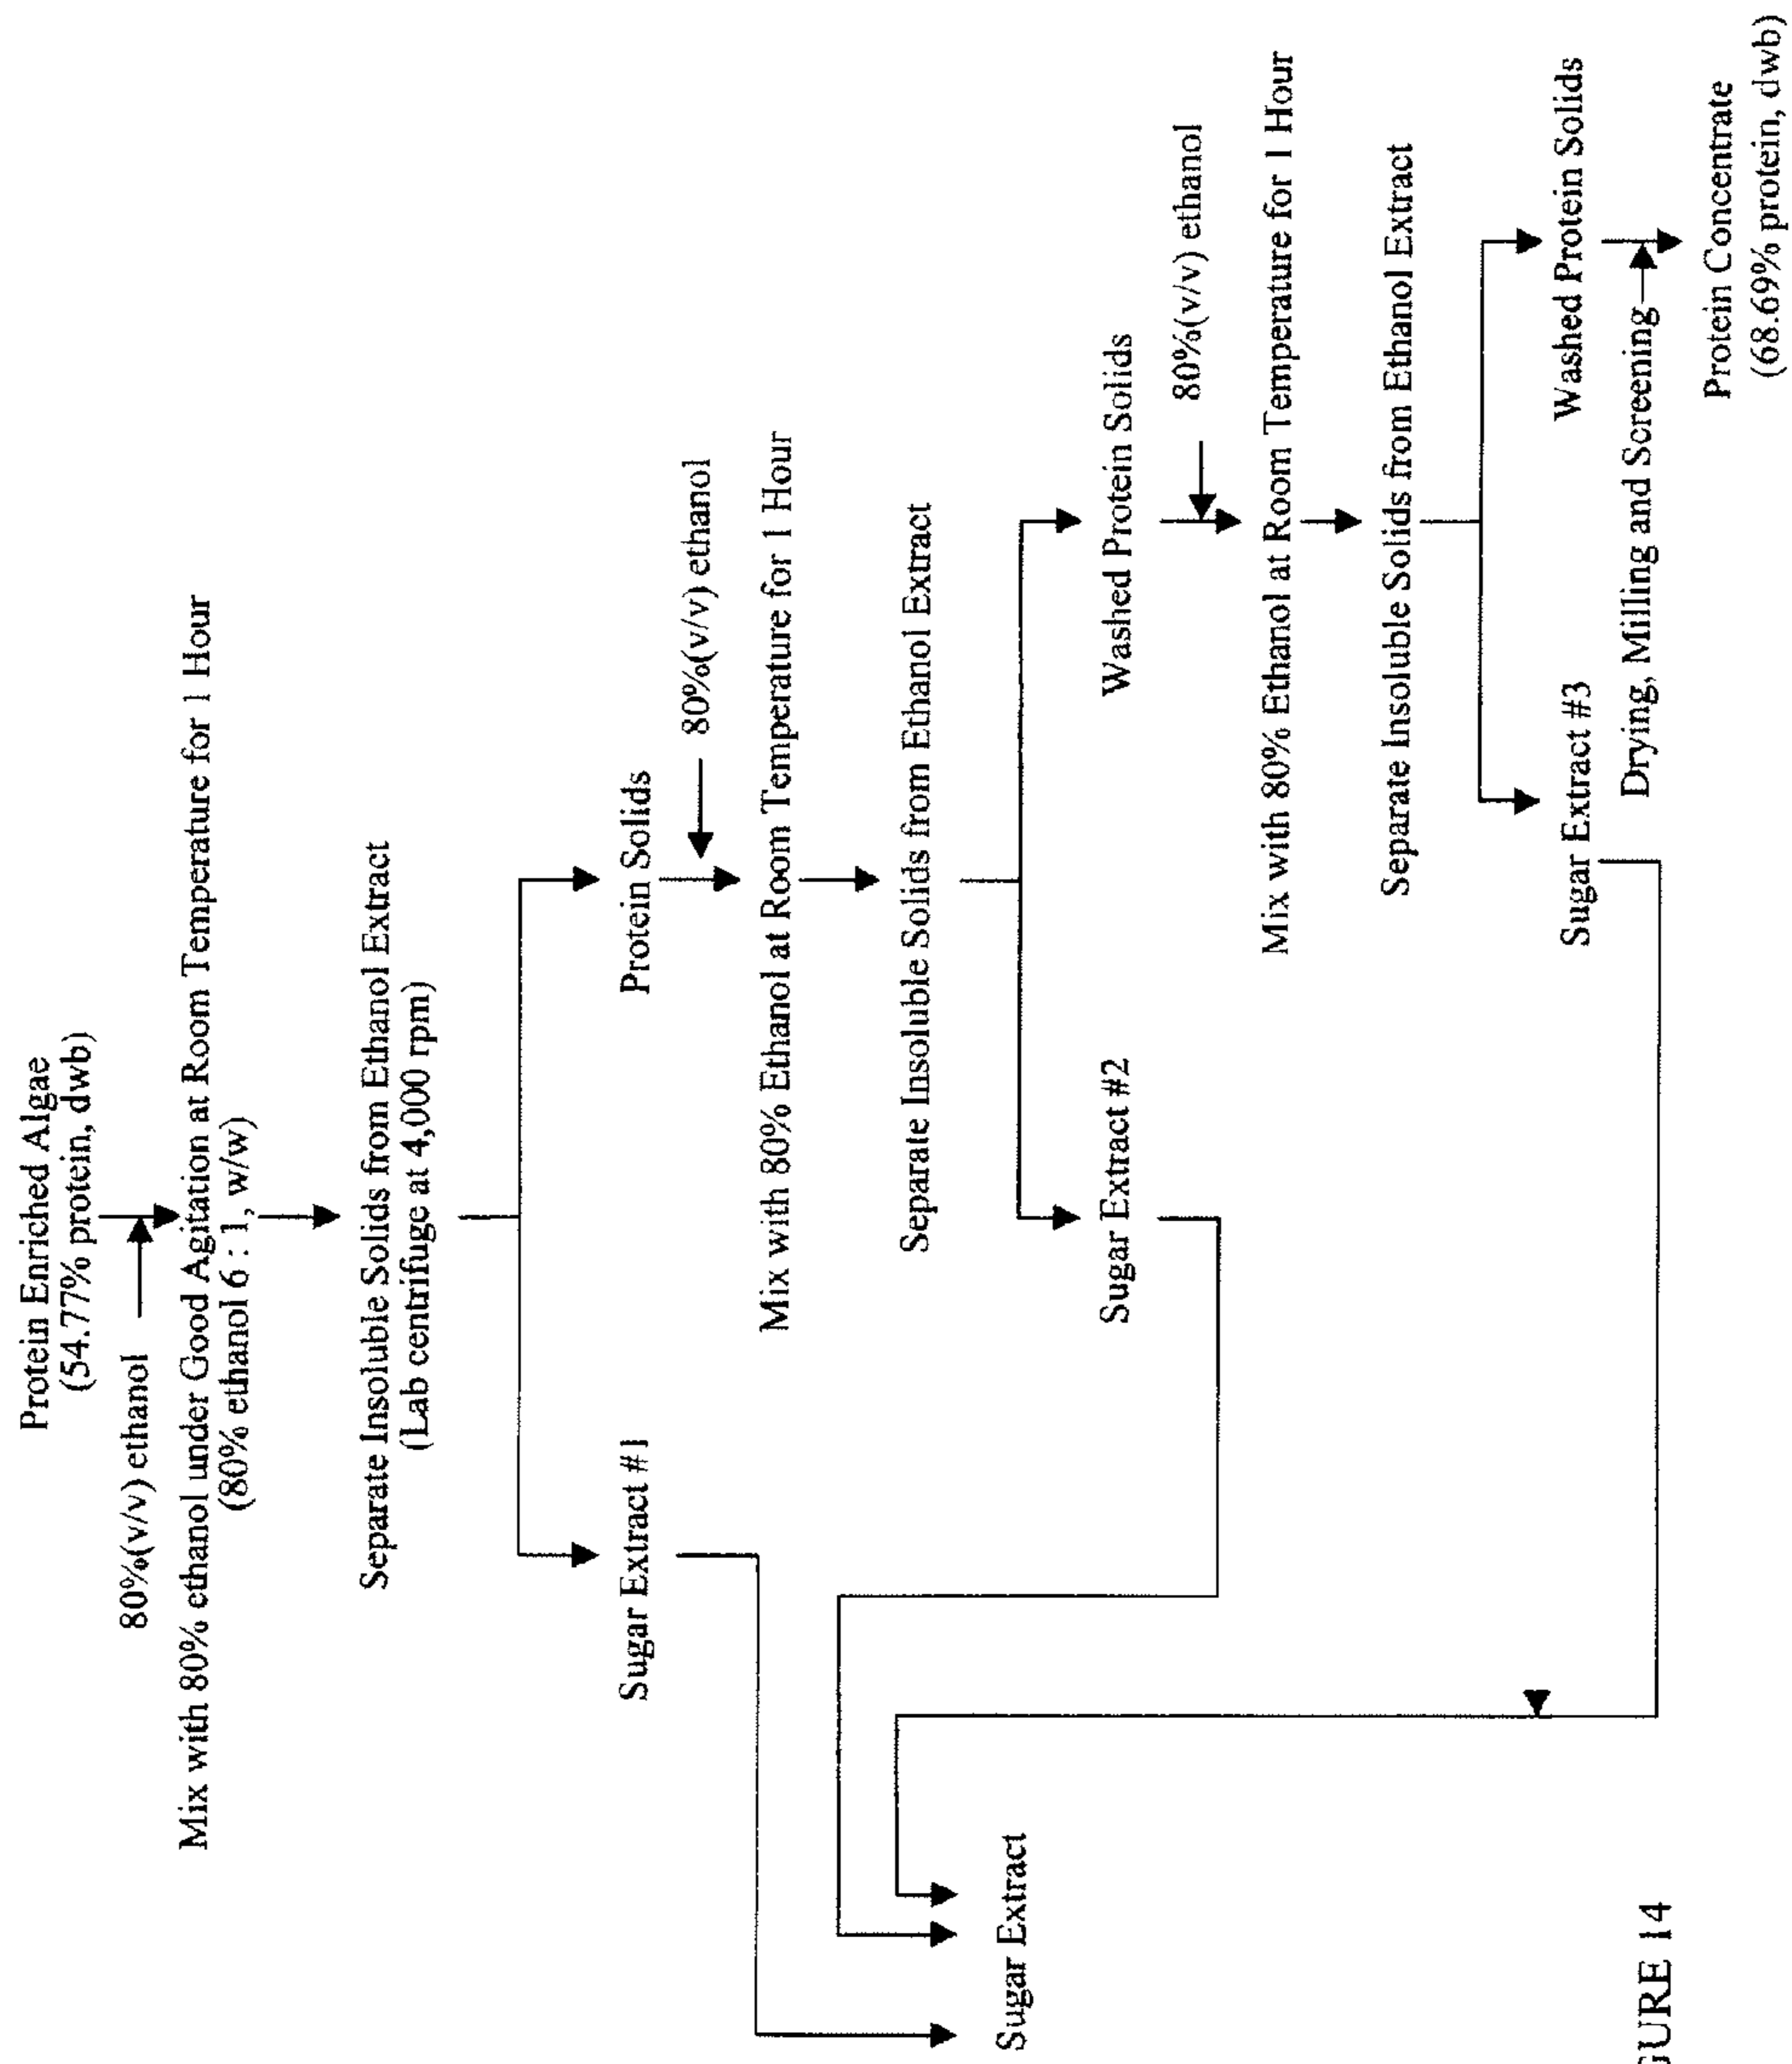 Protein Enriched Algae
(54.77% protein, dwb)
80%(v/v) ethanol
Mix with 80% ethanol under Good Agitation at Room Temperature for 1 Hour
(80% ethanol 6 : 1, w/w)
Separate Insoluble Solids from Ethanol Extract
(Lab centrifuge at 4,000 rpm)
Sugar Extract #1
Protein Solids
80%(v/v) ethanol
Mix with 80% Ethanol at Room Temperature for 1 Hour
Separate Insoluble Solids from Ethanol Extract
Sugar Extract #2
Washed Protein Solids
80%(v/v) ethanol
Mix with 80% Ethanol at Room Temperature for 1 Hour
Separate Insoluble Solids from Ethanol Extract
Sugar Extract
Sugar Extract #3
Washed Protein Solids
Drying, Milling and Screening
Protein Concentrate
(68.69% protein, dwb)
GURE 14